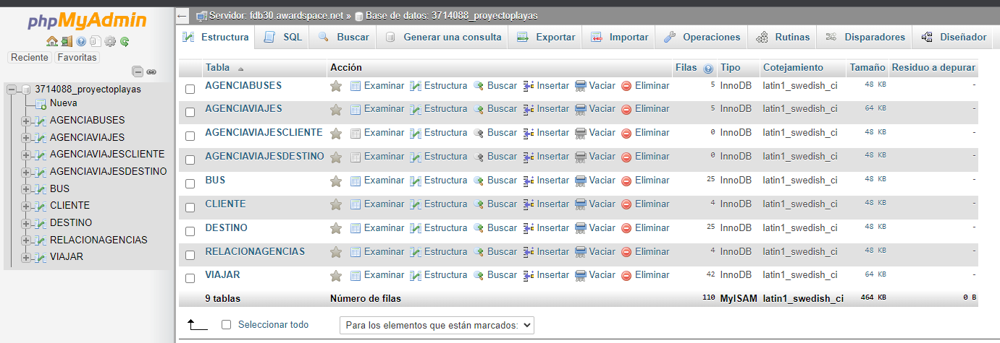 phpMyAdmin
Reciente Favoritas
3714088_proyectoplayas
Nueva
AGENCIABUSES
AGENCIAVIAJES
AGENCIAVIAJESCLIENTE
AGENCIAVIAJESDESTINO
BUS
CLIENTE
DESTINO
RELACIONAGENCIAS
VIAJAR
Servidor: fdb30.awardspace.net » Base de datos: 3714088_proyectoplayas
Estructura SQL Buscar Generar una consulta Exportar Importar Operaciones Rutinas Disparadores Diseñador
Tabla Acción Filas Tipo Cotejamiento Tamaño Residuo a depurar
AGENCIABUSES Examinar Estructura Buscar Insertar Vaciar Eliminar 5 InnoDB latin1_swedish_ci 48 KB -
AGENCIAVIAJES Examinar Estructura Buscar Insertar Vaciar Eliminar 5 InnoDB latin1_swedish_ci 64 KB -
AGENCIAVIAJESCLIENTE Examinar Estructura Buscar Insertar Vaciar Eliminar 0 InnoDB latin1_swedish_ci 48 KB -
AGENCIAVIAJESDESTINO Examinar Estructura Buscar Insertar Vaciar Eliminar 0 InnoDB latin1_swedish_ci 48 KB -
BUS Examinar Estructura Buscar Insertar Vaciar Eliminar 25 InnoDB latin1_swedish_ci 48 KB -
CLIENTE Examinar Estructura Buscar Insertar Vaciar Eliminar 4 InnoDB latin1_swedish_ci 48 KB -
DESTINO Examinar Estructura Buscar Insertar Vaciar Eliminar 25 InnoDB latin1_swedish_ci 48 KB -
RELACIONAGENCIAS Examinar Estructura Buscar Insertar Vaciar Eliminar 4 InnoDB latin1_swedish_ci 48 KB -
VIAJAR Examinar Estructura Buscar Insertar Vaciar Eliminar 42 InnoDB latin1_swedish_ci 64 KB -
9 tablas Número de filas 110 MyISAM latin1_swedish_ci 464 KB 0 B
Seleccionar todo Para los elementos que están marcados: